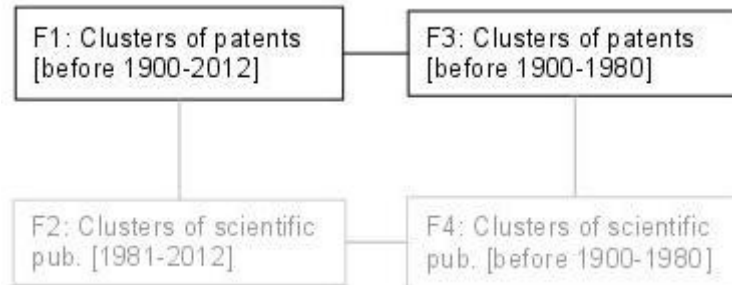 F1: Clusters of patents
[before 1900-2012]
F3: Clusters of patents
[before 1900-1980]
F2: Clusters of scientific
pub. [1981-2012]
F4: Clusters of scientific
pub. [before 1900-1980]